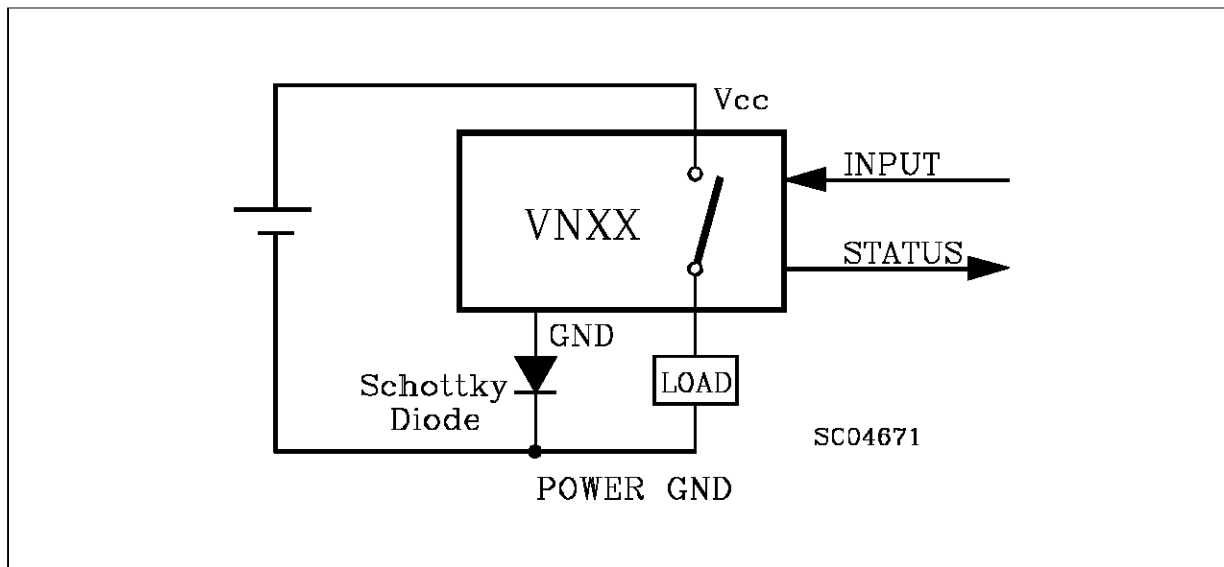 Vcc
INPUT
VNXX
STATUS
GND
Schottky
Diode
LOAD
SC04671
POWER GND